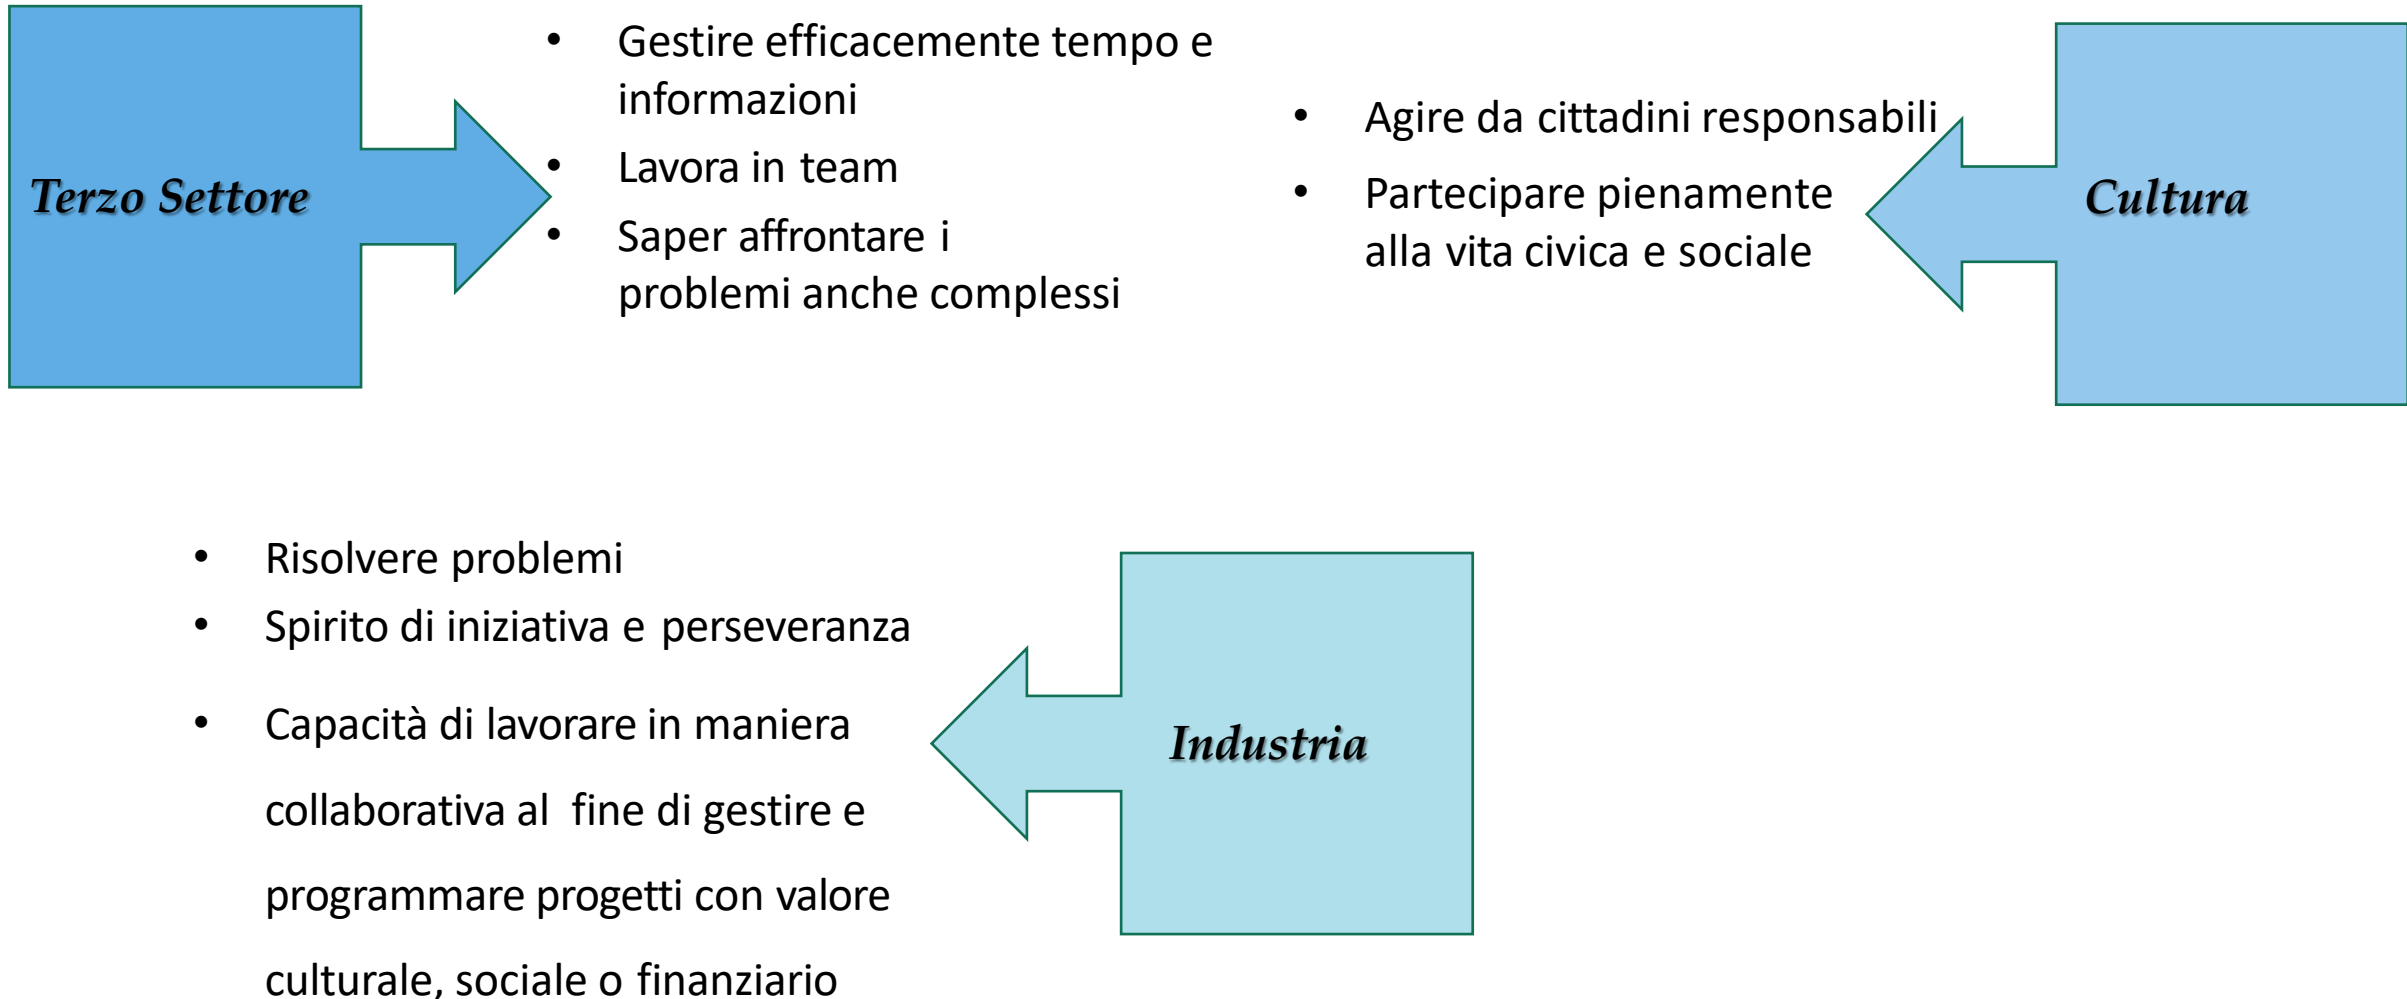 Terzo Settore
• Gestire efficacemente tempo e
informazioni
• Lavora in team
• Saper affrontare i
problemi anche complessi
• Agire da cittadini responsabili
• Partecipare pienamente
alla vita civica e sociale
Cultura
• Risolvere problemi
• Spirito di iniziativa e perseveranza
• Capacità di lavorare in maniera
collaborativa al fine di gestire e
programmare progetti con valore
culturale, sociale o finanziario
Industria